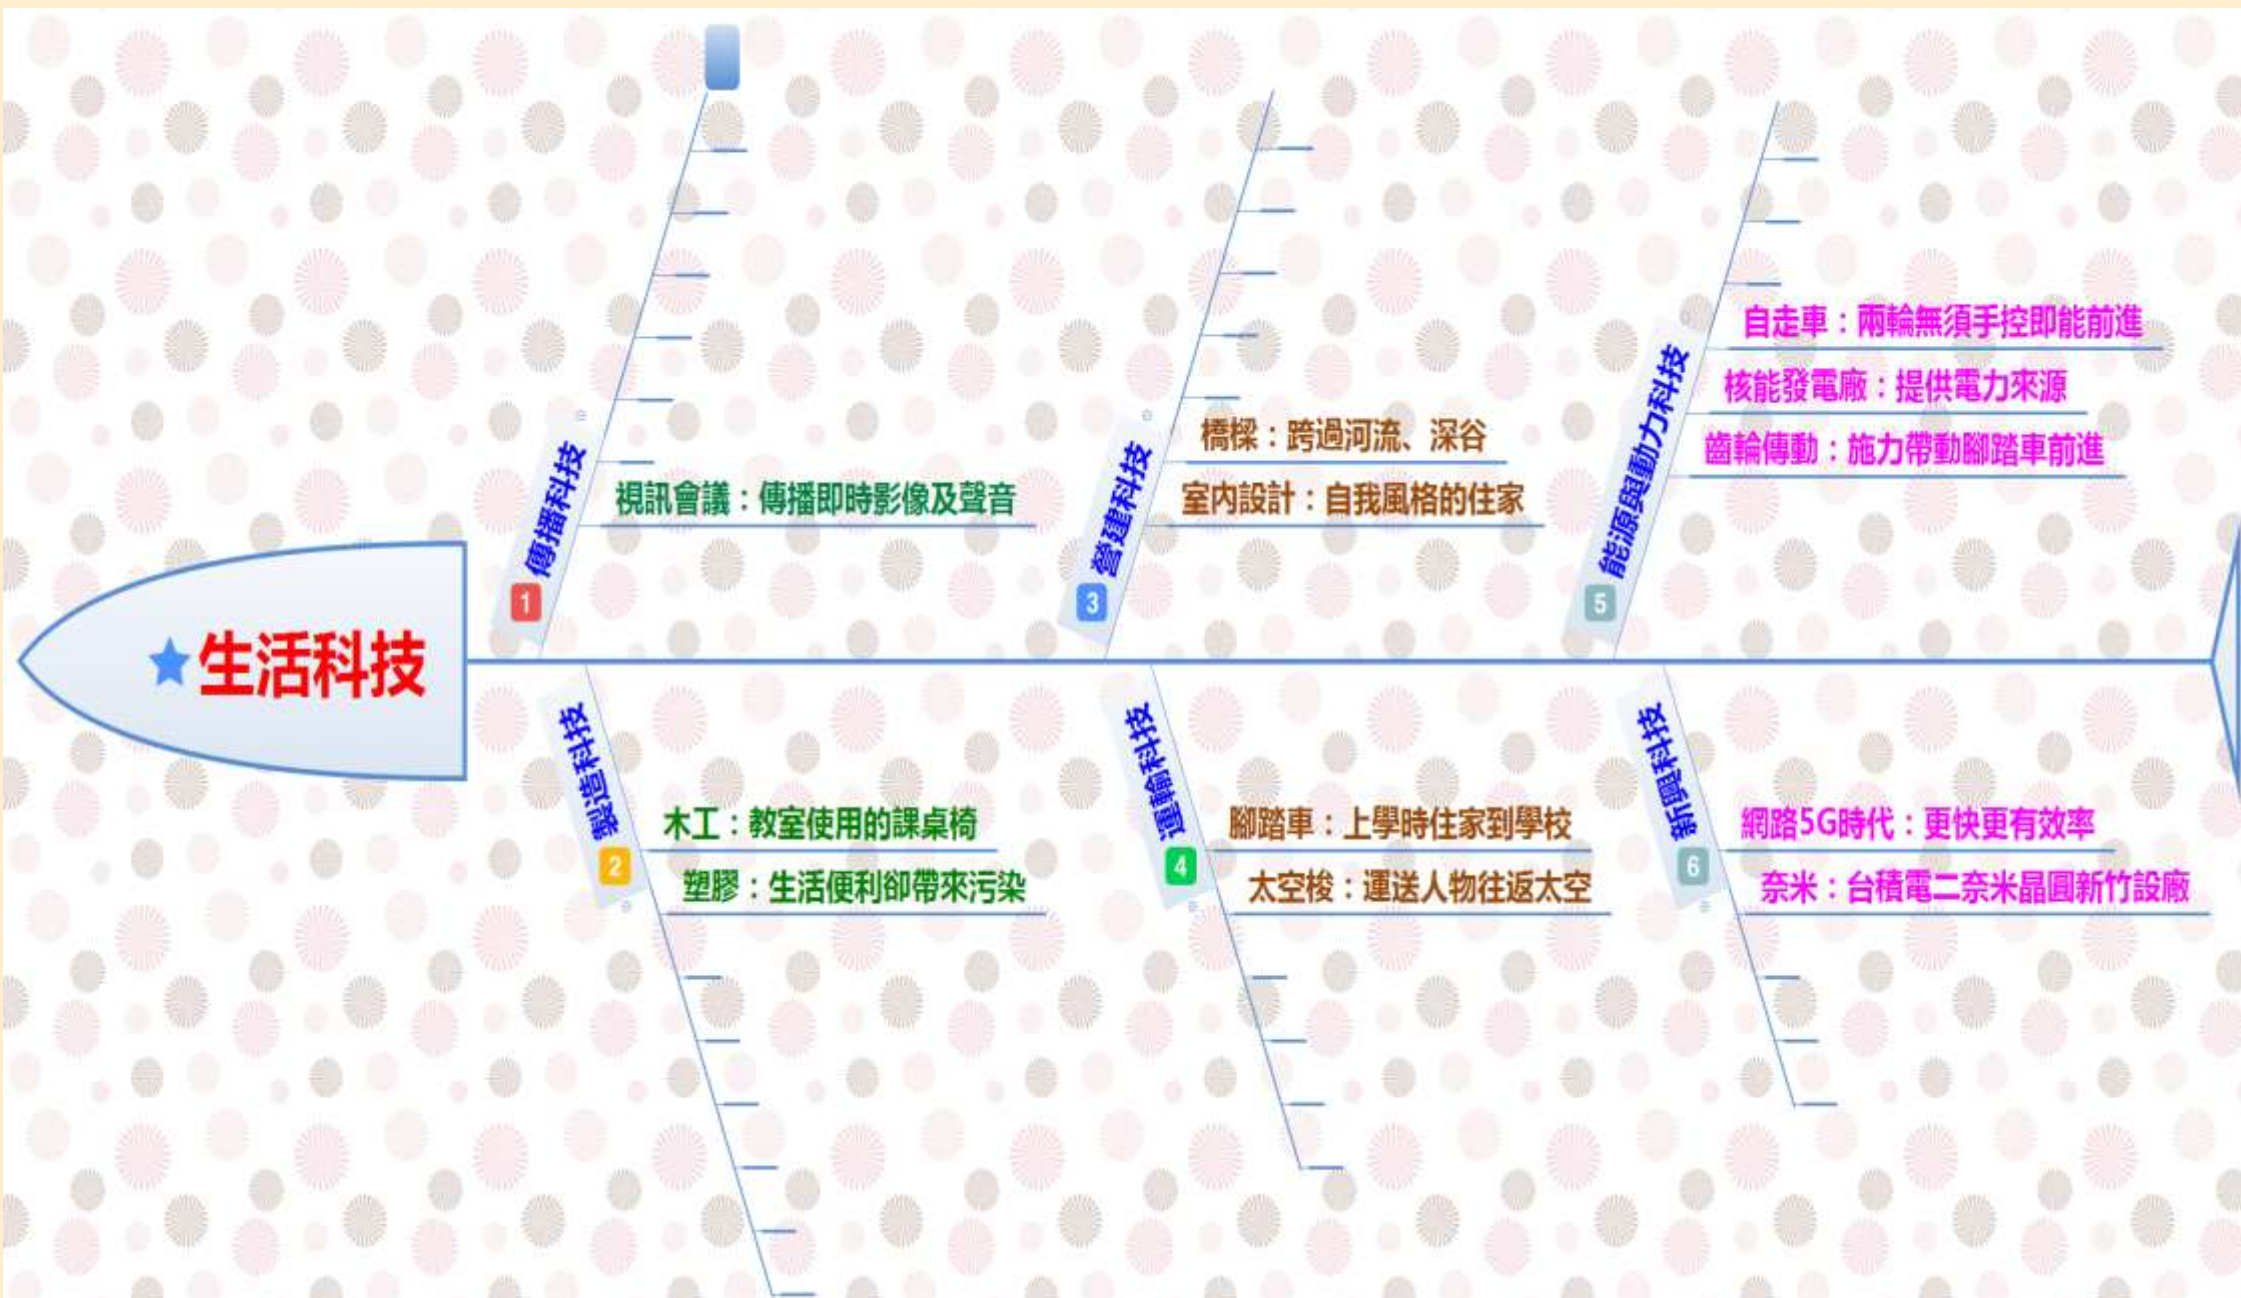 生活科技
1
傳播科技
視訊會議：傳播即時影像及聲音
2
製造科技
木工：教室使用的課桌椅
塑膠：生活便利卻帶來污染
3
營建科技
橋樑：跨過河流、深谷
室內設計：自我風格的住家
4
運輸科技
腳踏車：上學時住家到學校
太空梭：運送人物往返太空
5
能源與動力科技
自走車：兩輪無須手控即能前進
核能發電廠：提供電力來源
齒輪傳動：施力帶動腳踏車前進
6
新興科技
網路5G時代：更快更有效率
奈米：台積電二奈米晶圓新竹設廠